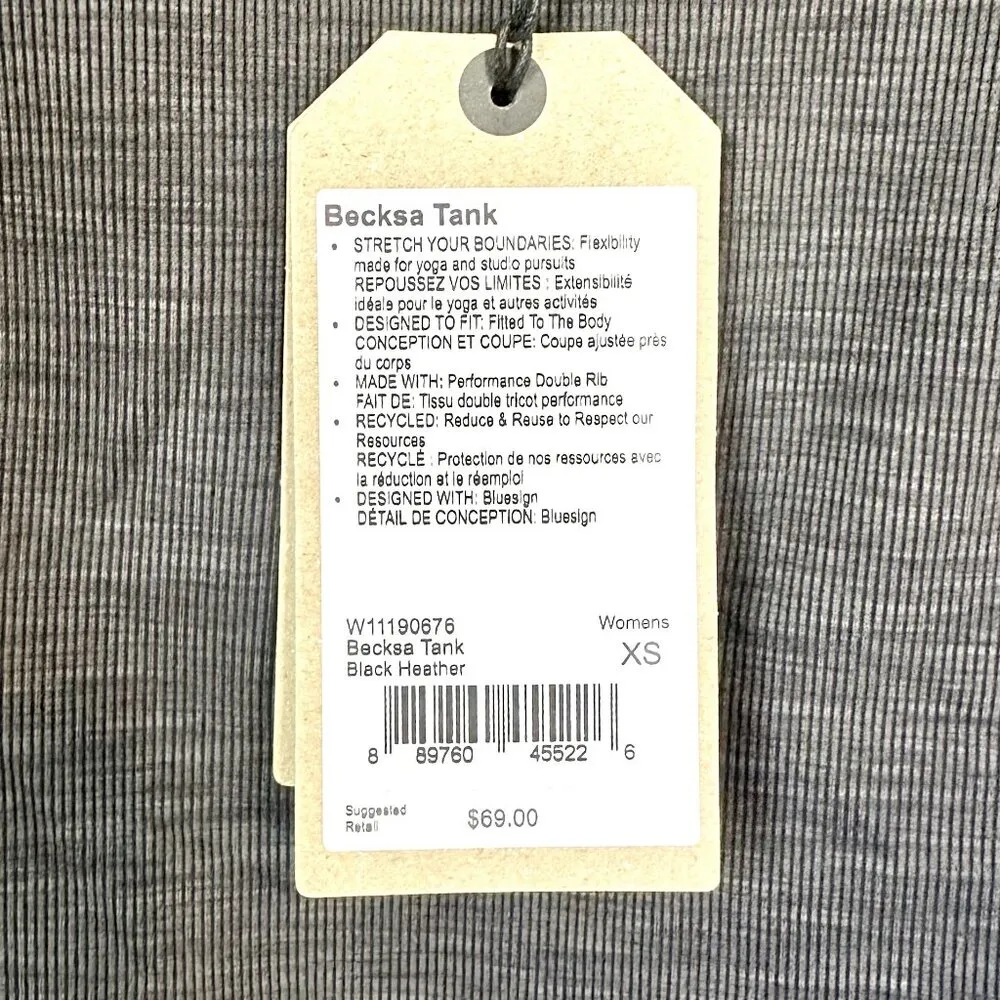 Becksa Tank
• STRETCH YOUR BOUNDARIES: Flexibility
made for yoga and studio pursuits
REPOUSSEZ VOS LIMITES : Extensibilité
idéale pour le yoga et autres activités
• DESIGNED TO FIT: Fitted To The Body
CONCEPTION ET COUPE: Coupe ajustée près
du corps
• MADE WITH: Performance Double Rib
FAIT DE: Tissu double tricot performance
• RECYCLED: Reduce & Reuse to Respect our
Resources
RECYCLÉ : Protection de nos ressources avec
la réduction et le réemploi
• DESIGNED WITH: Bluesign
DÉTAIL DE CONCEPTION: Bluesign
W11190676 Womens
Becksa Tank XS
Black Heather
8 89760 45522 6
Suggested
Retail $69.00